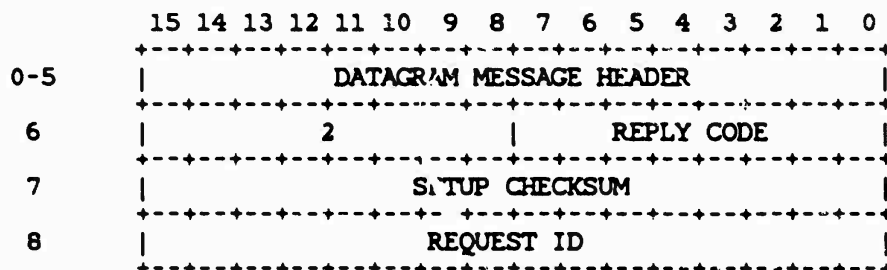 15 14 13 12 11 10 9 8 7 6 5 4 3 2 1 0
0-5 | DATAGRAM MESSAGE HEADER |
6 | 2 | REPLY CODE |
7 | SETUP CHECKSUM |
8 | REQUEST ID |